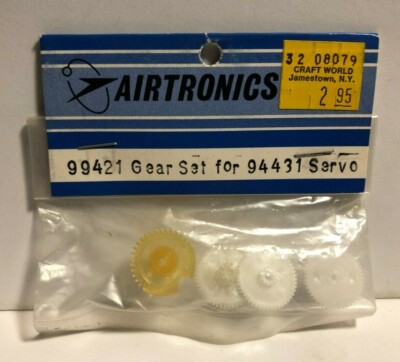 32 08079
CRAFT WORLD
Jamestown, N.Y.
2 95
AIRTRONICS
99421 Gear Set for 94431 Servo